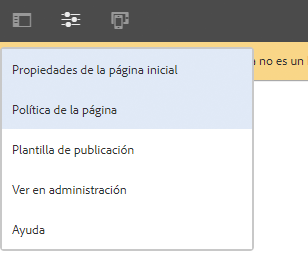 no es un
Propiedades de la página inicial
Política de la página
Plantilla de publicación
Ver en administración
Ayuda